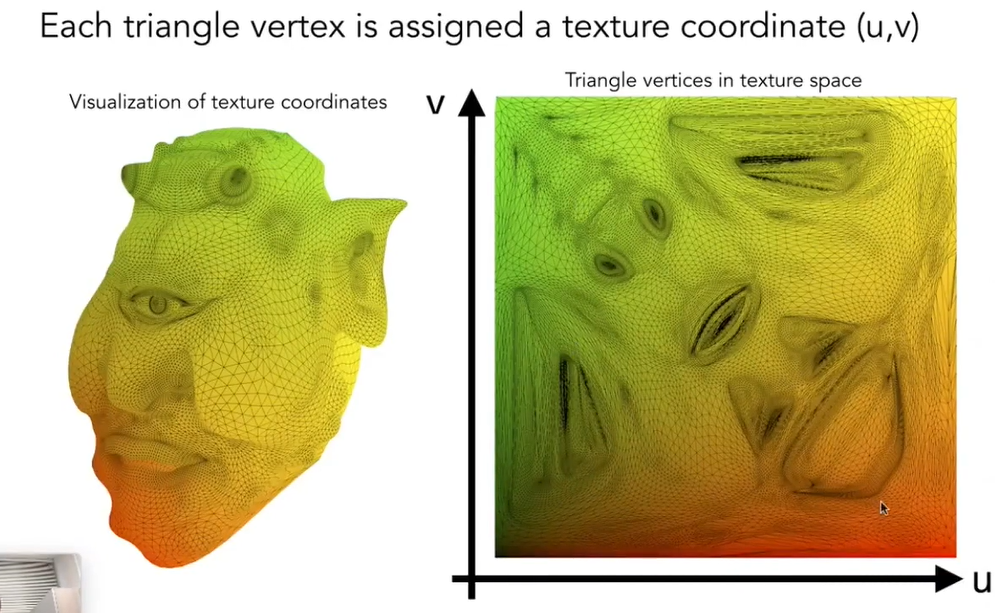 Each triangle vertex is assigned a texture coordinate (u,v)
Visualization of texture coordinates
Triangle vertices in texture space
v
u